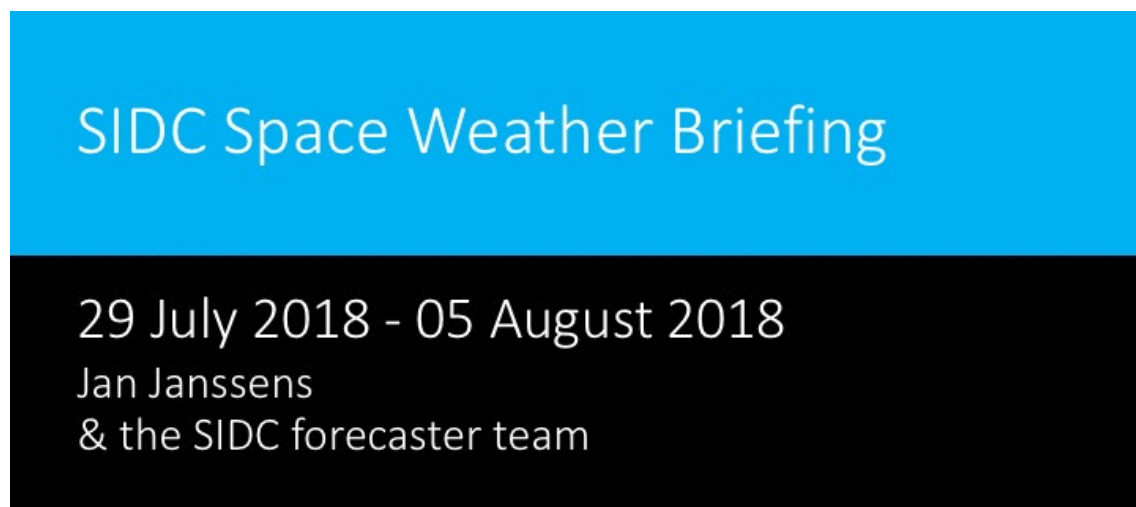 SIDC Space Weather Briefing
29 July 2018 - 05 August 2018
Jan Janssens
& the SIDC forecaster team